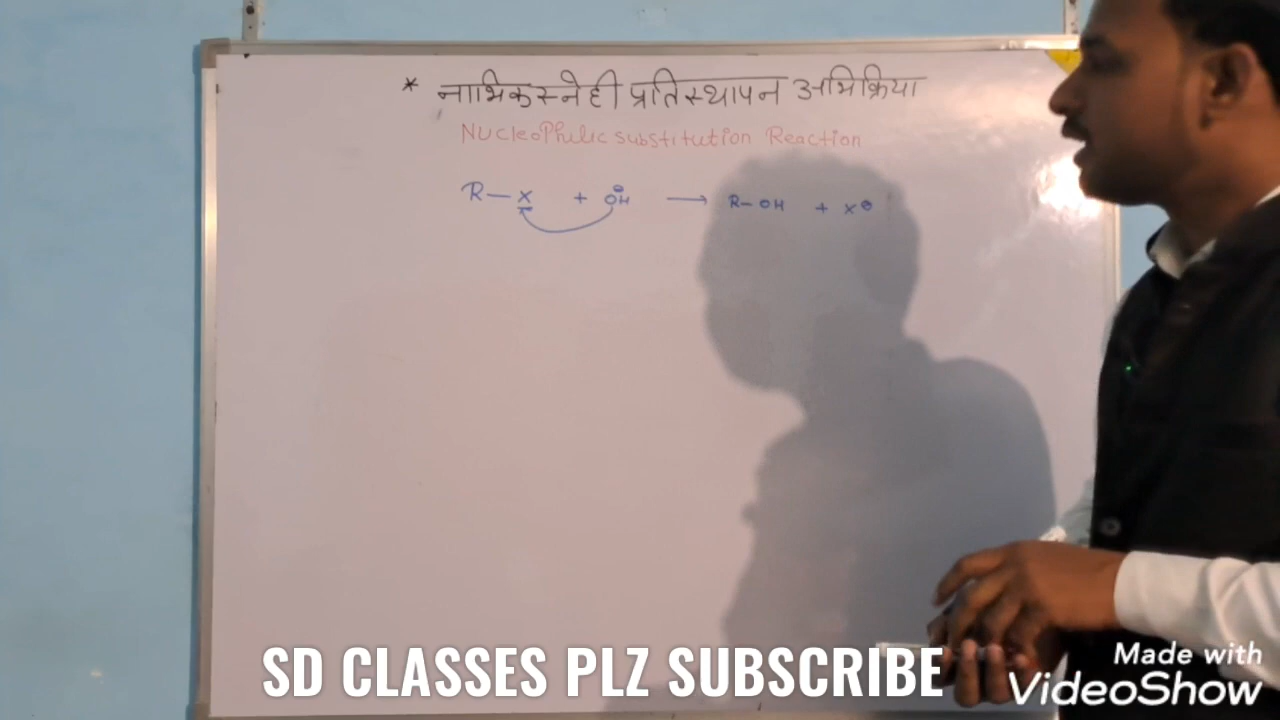 * नाभिकस्नेही प्रतिस्थापन अभिक्रिया
Nucleophilic substitution Reaction
R—X + OH⊖ ⟶ R—OH + X⊖
SD CLASSES PLZ SUBSCRIBE
Made with
VideoShow